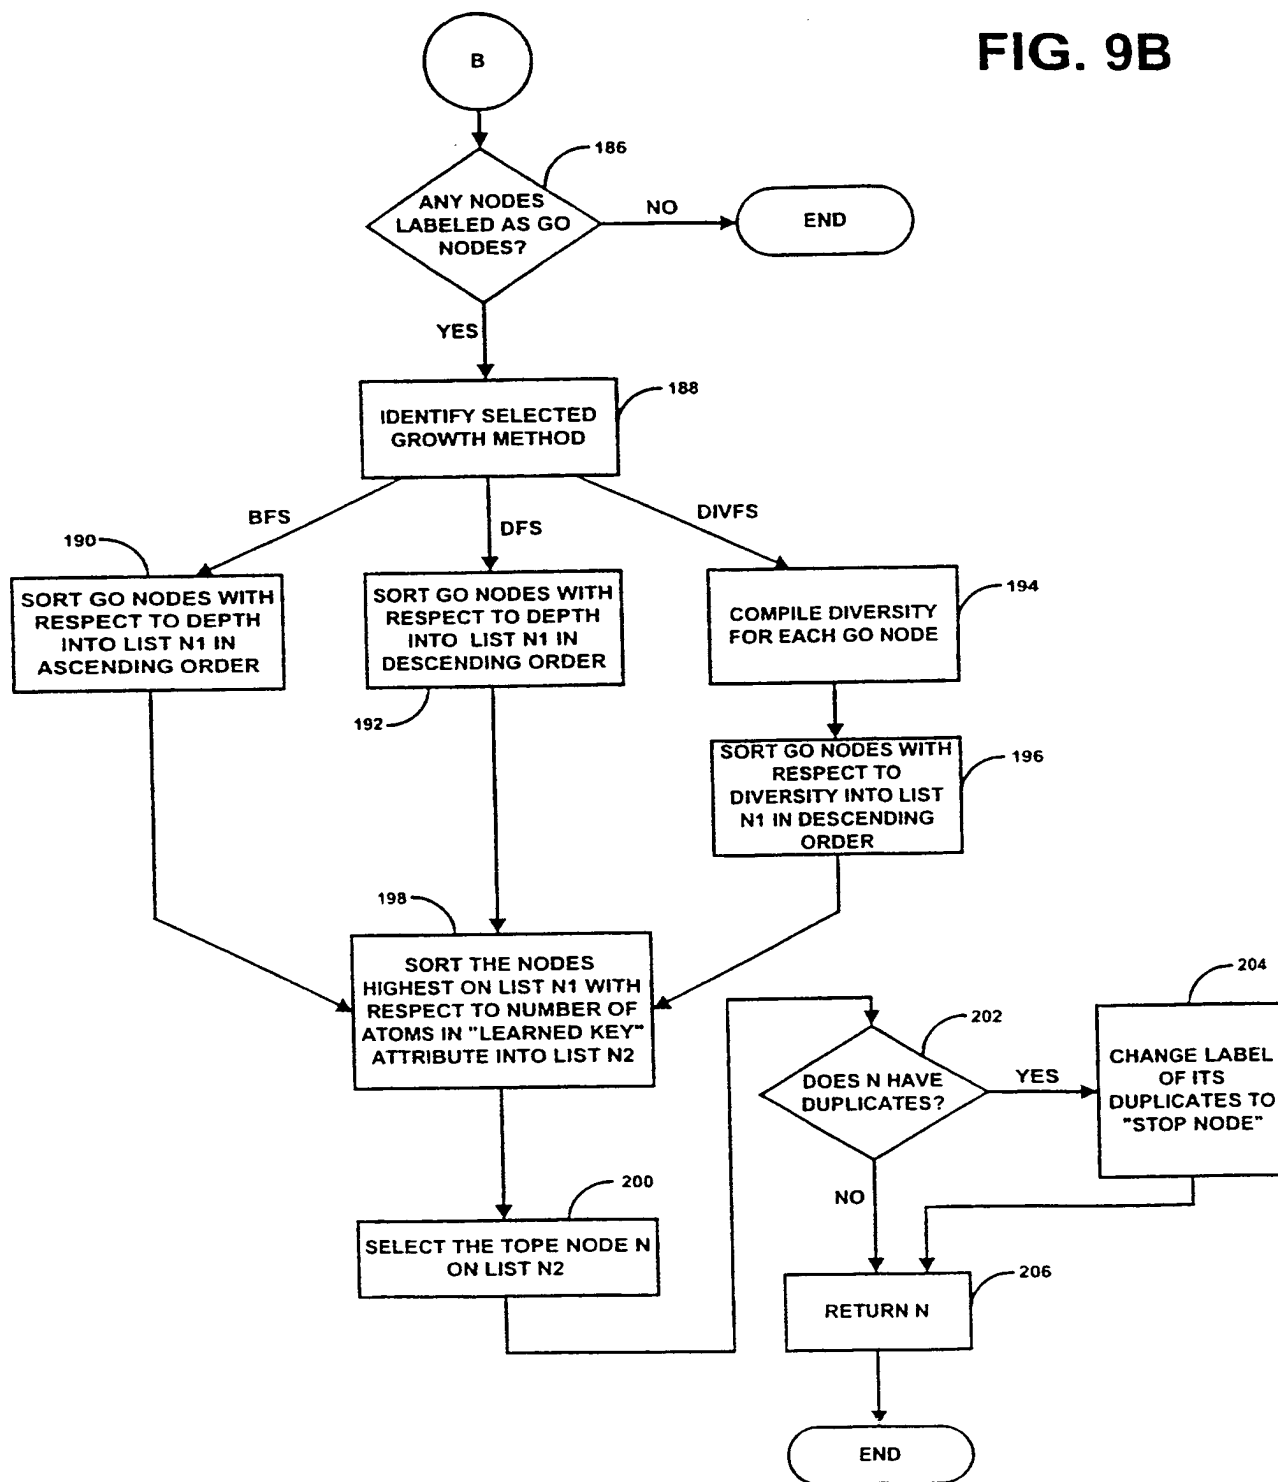 FIG. 9B
B
186
ANY NODES
LABELED AS GO
NODES?
NO
END
YES
188
IDENTIFY SELECTED
GROWTH METHOD
BFS
DFS
DIVFS
190
SORT GO NODES WITH
RESPECT TO DEPTH
INTO LIST N1 IN
ASCENDING ORDER
SORT GO NODES WITH
RESPECT TO DEPTH
INTO LIST N1 IN
DESCENDING ORDER
192
194
COMPILE DIVERSITY
FOR EACH GO NODE
196
SORT GO NODES WITH
RESPECT TO
DIVERSITY INTO LIST
N1 IN DESCENDING
ORDER
198
SORT THE NODES
HIGHEST ON LIST N1 WITH
RESPECT TO NUMBER OF
ATOMS IN "LEARNED KEY"
ATTRIBUTE INTO LIST N2
200
SELECT THE TOPE NODE N
ON LIST N2
202
DOES N HAVE
DUPLICATES?
YES
204
CHANGE LABEL
OF ITS
DUPLICATES TO
"STOP NODE"
NO
206
RETURN N
END